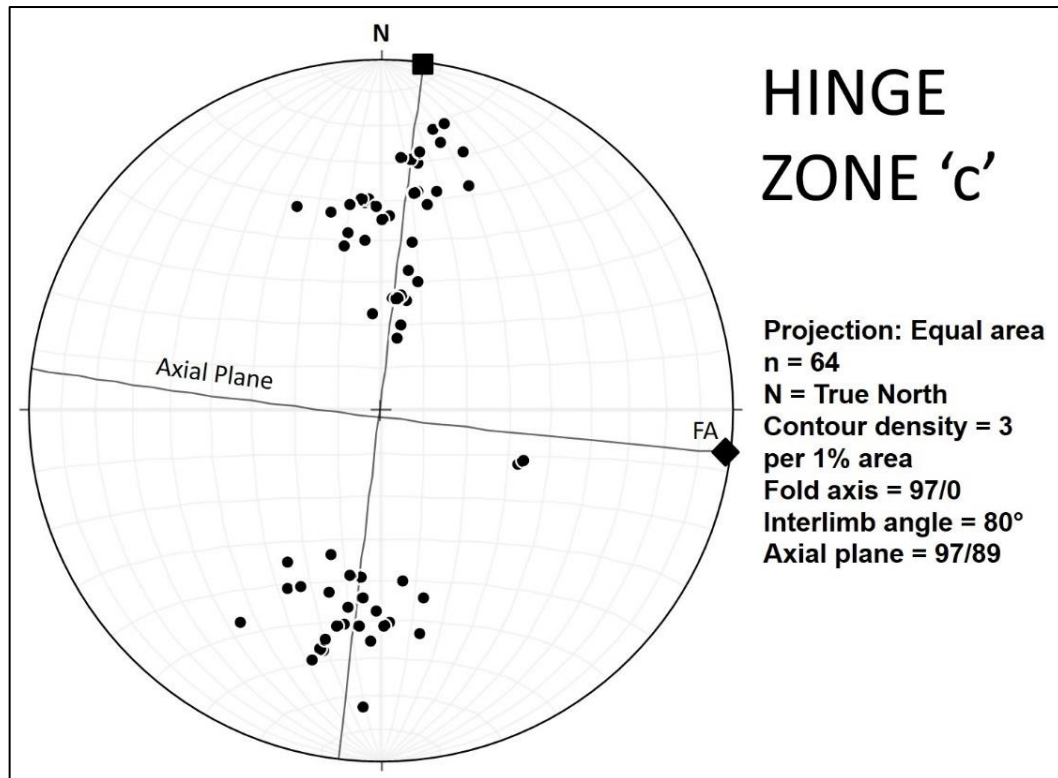 N
HINGE
ZONE ‘c’
Axial Plane
FA
Projection: Equal area
n = 64
N = True North
Contour density = 3
per 1% area
Fold axis = 97/0
Interlimb angle = 80°
Axial plane = 97/89